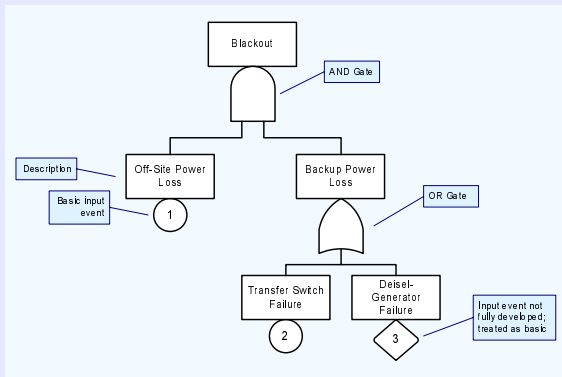 Blackout
AND Gate
Description
Off-Site Power
Loss
Backup Power
Loss
Basic input
event
1
OR Gate
Transfer Switch
Failure
Deisel-
Generator
Failure
2
3
Input event not
fully developed;
treated as basic